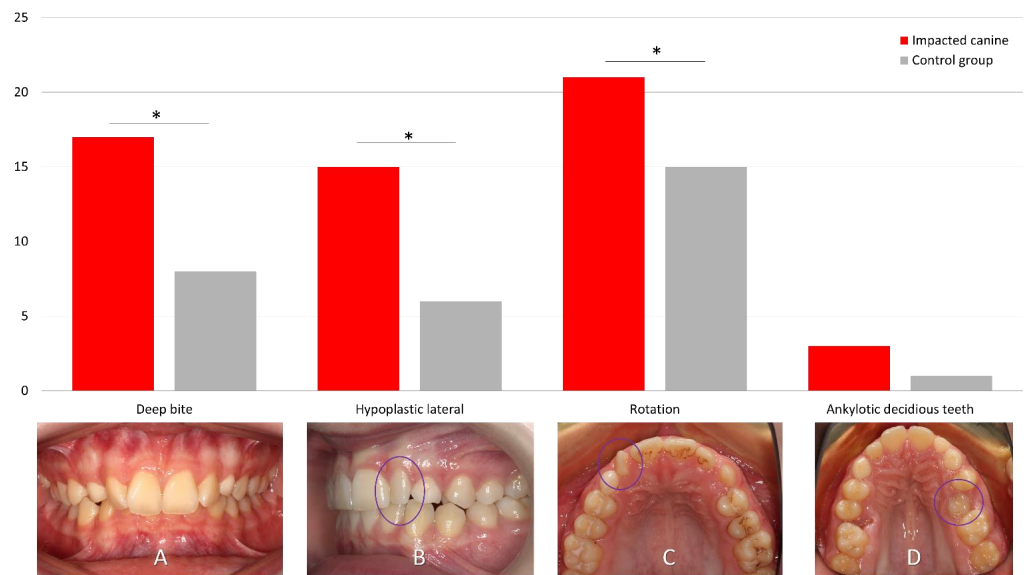 25
Impacted canine
Control group
20
15
10
5
0
*
*
*
Deep bite
Hypoplastic lateral
Rotation
Ankylotic decidious teeth
A
B
C
D